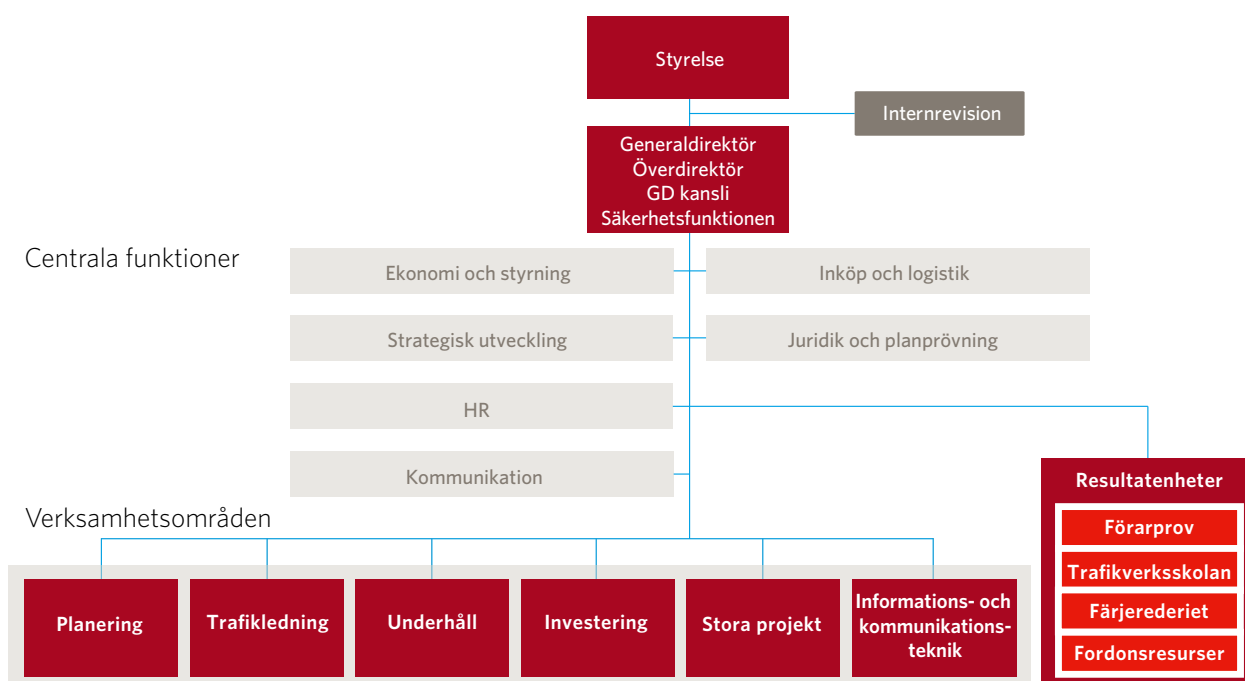 Styrelse
Internrevision
Generaldirektör
Överdirektör
GD kansli
Säkerhetsfunktionen
Centrala funktioner
Ekonomi och styrning
Inköp och logistik
Strategisk utveckling
Juridik och planprövning
HR
Kommunikation
Resultatenheter
Förarprov
Trafikverksskolan
Färjerederiet
Fordonsresurser
Verksamhetsområden
Planering
Trafikledning
Underhåll
Investering
Stora projekt
Informations- och
kommunikations-
teknik